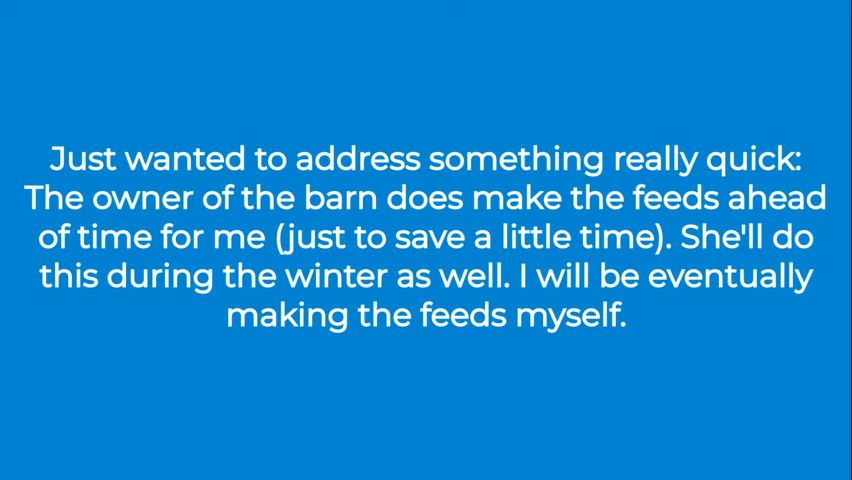 Just wanted to address something really quick:
The owner of the barn does make the feeds ahead
of time for me (just to save a little time). She'll do
this during the winter as well. I will be eventually
making the feeds myself.